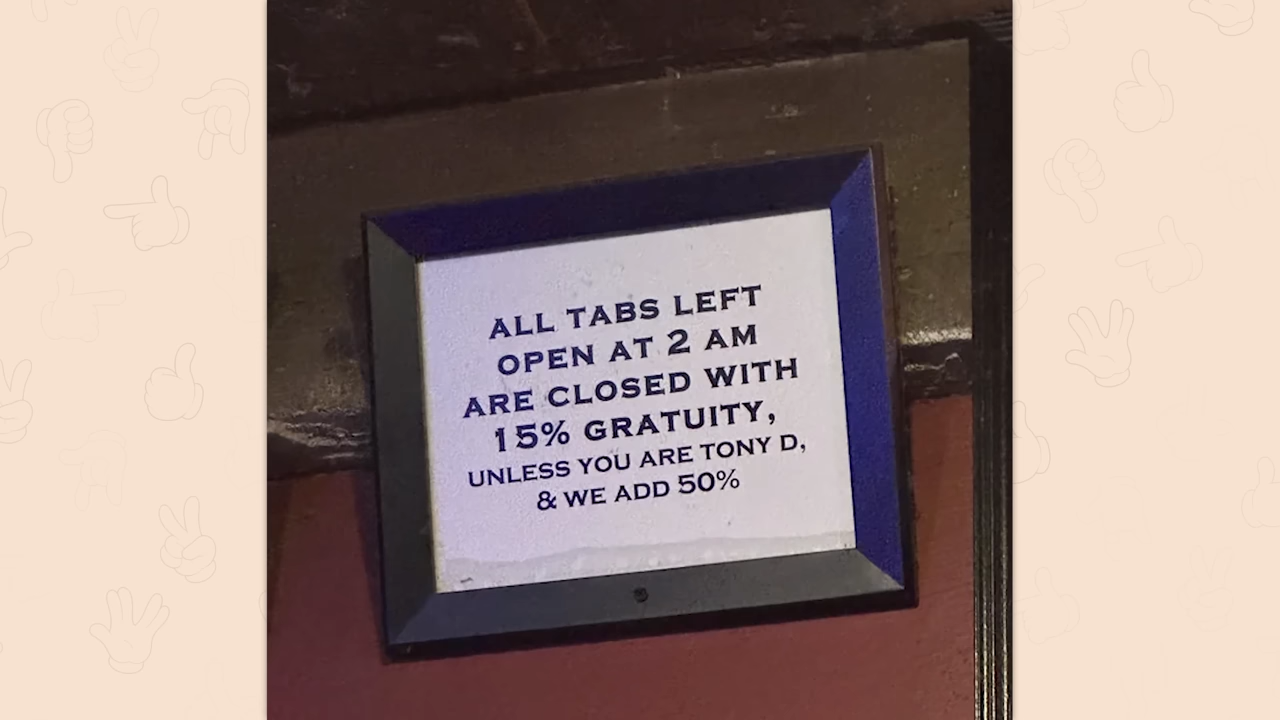 ALL TABS LEFT
OPEN AT 2 AM
ARE CLOSED WITH
15% GRATUITY,
UNLESS YOU ARE TONY D,
& WE ADD 50%